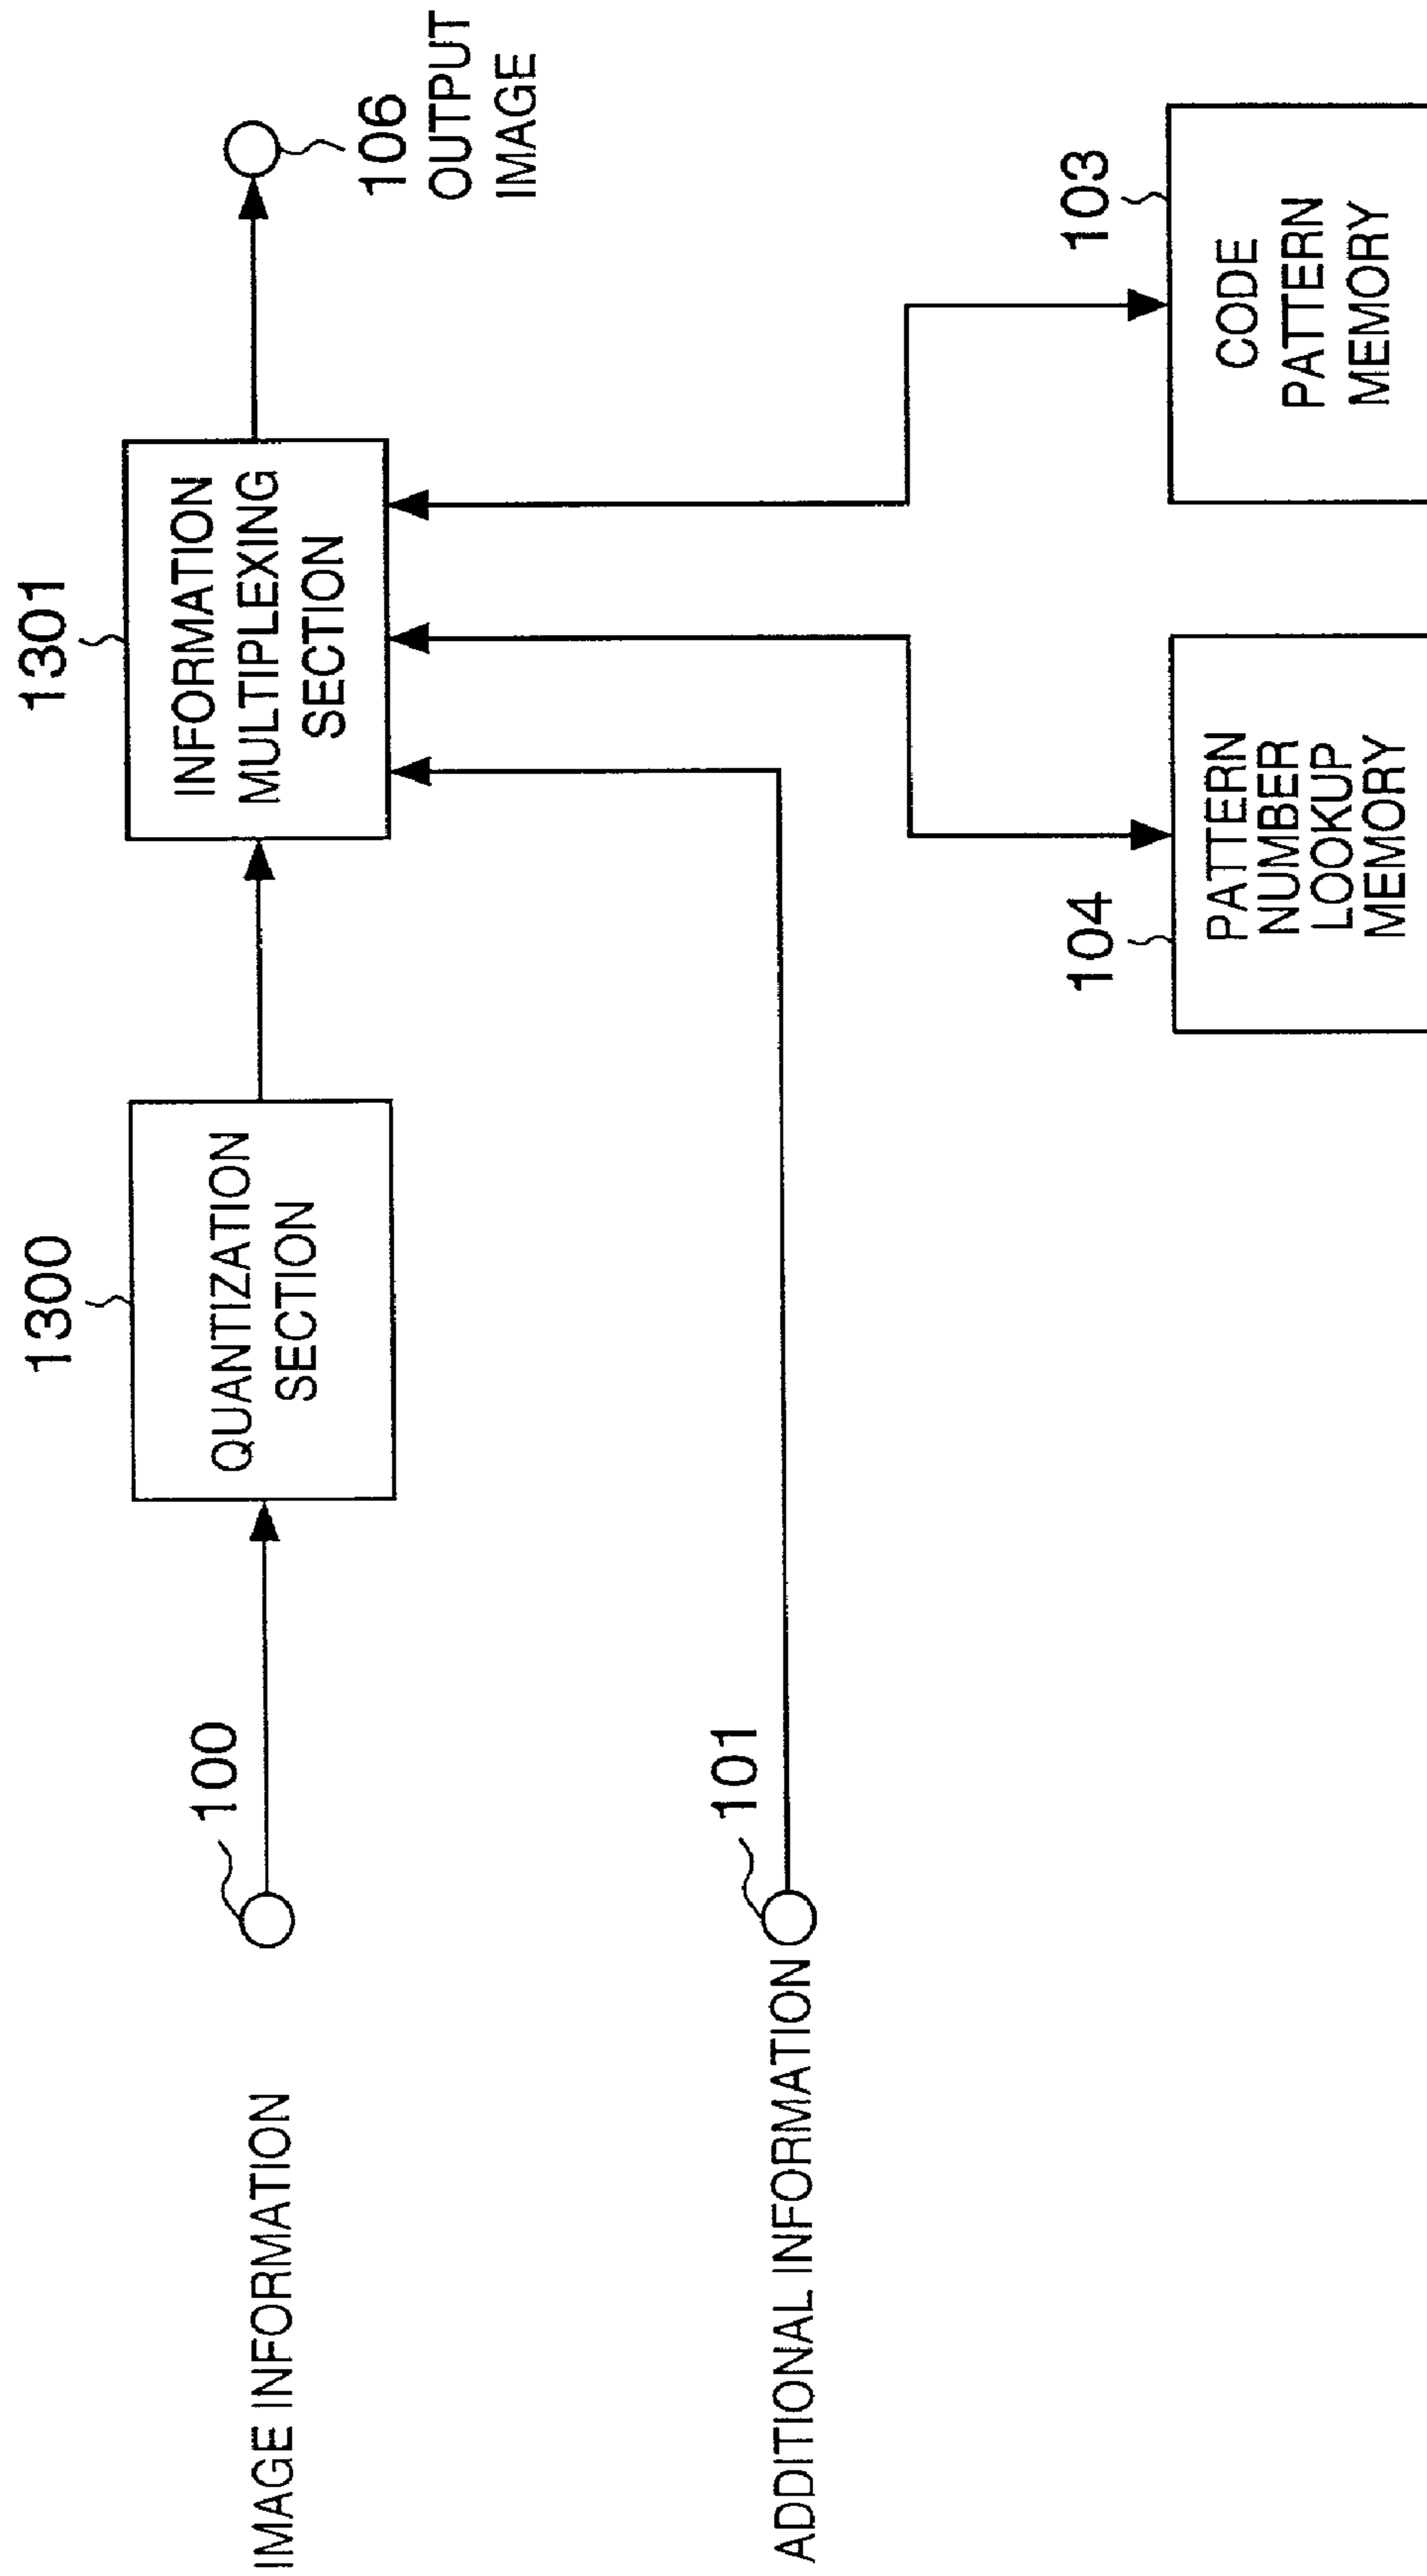 1300
1301
IMAGE INFORMATION
100
QUANTIZATION
SECTION
INFORMATION
MULTIPLEXING
SECTION
106
OUTPUT
IMAGE
ADDITIONAL INFORMATION
101
104
PATTERN
NUMBER
LOOKUP
MEMORY
103
CODE
PATTERN
MEMORY